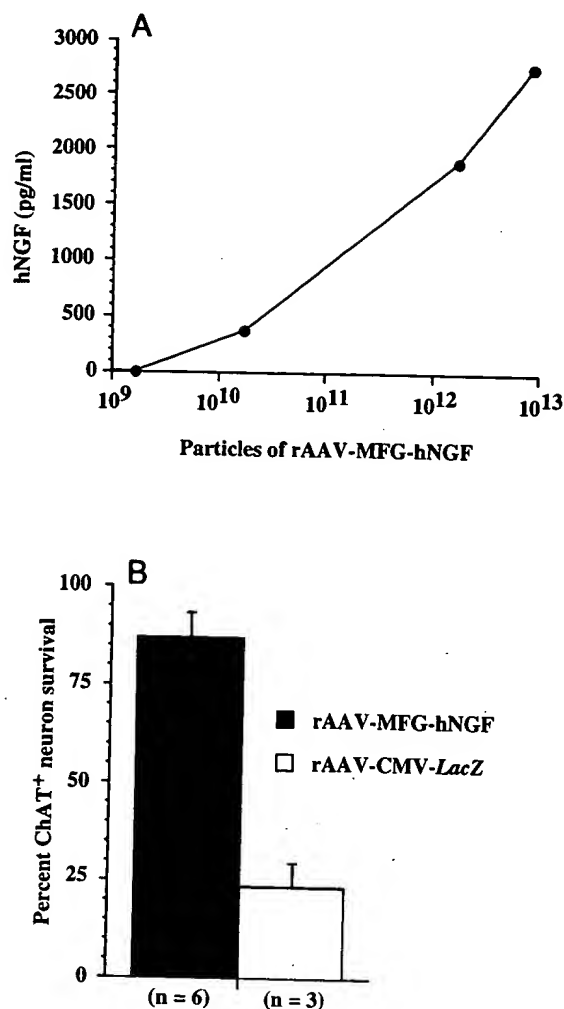 A
3000
2500
2000
1500
1000
500
0
hNGF (pg/ml)
10⁹ 10¹⁰ 10¹¹ 10¹² 10¹³
Particles of rAAV-MFG-hNGF
B
100
75
50
25
0
Percent ChAT⁺ neuron survival
rAAV-MFG-hNGF
rAAV-CMV-LacZ
(n = 6) (n = 3)